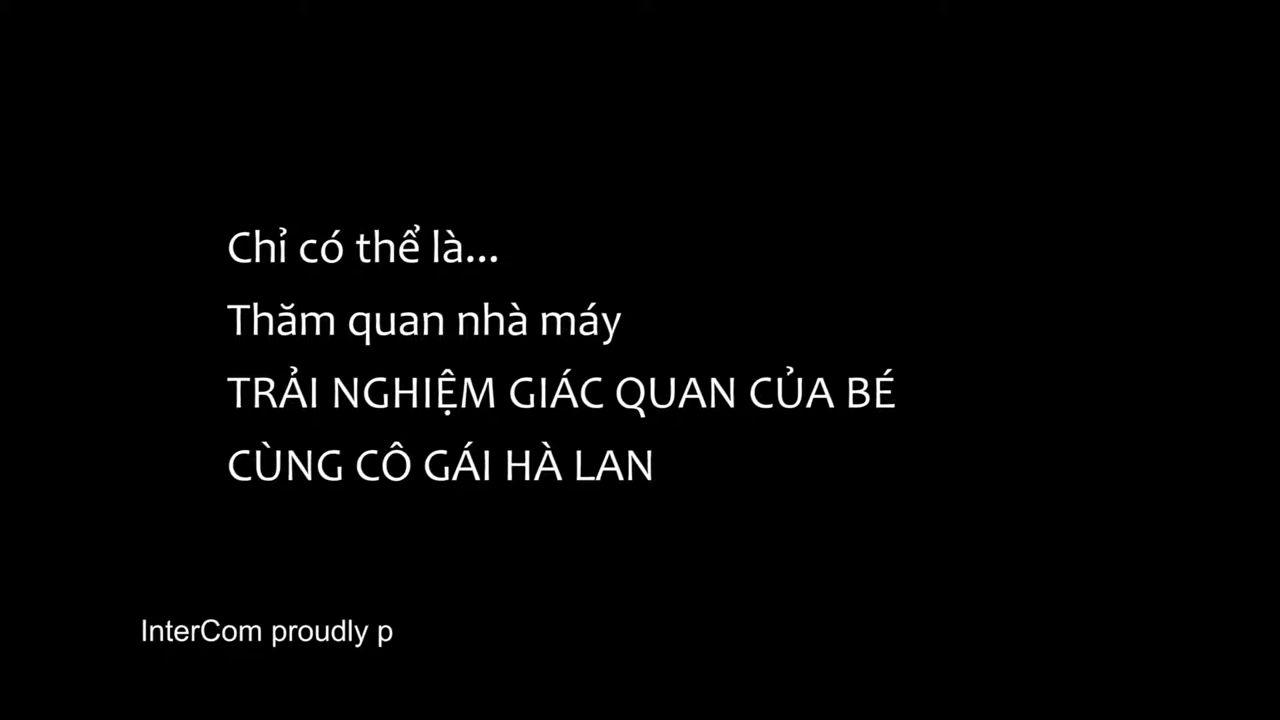 Chỉ có thể là...
Thăm quan nhà máy
TRẢI NGHIỆM GIÁC QUAN CỦA BÉ
CÙNG CÔ GÁI HÀ LAN
InterCom proudly p